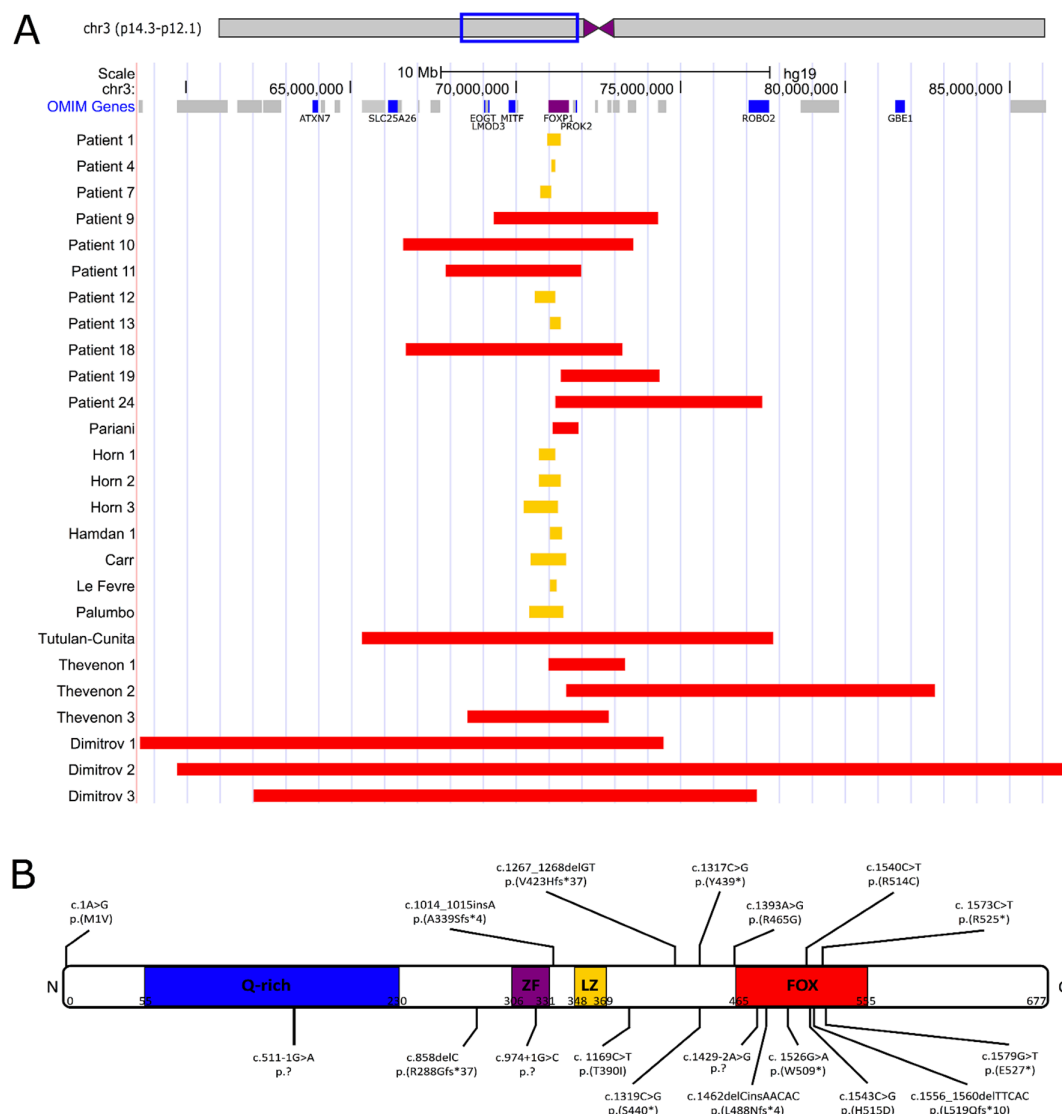 A
chr3 (p14.3-p12.1)
Scale
10 Mb
hg19
chr3:
65,000,000
70,000,000
75,000,000
80,000,000
85,000,000
OMIM Genes
ATXN7
SLC25A26
EOGT
MITF
FOXP1
ROBO2
GBE1
LMOD3
PROK2
Patient 1
Patient 4
Patient 7
Patient 9
Patient 10
Patient 11
Patient 12
Patient 13
Patient 18
Patient 19
Patient 24
Pariani
Horn 1
Horn 2
Horn 3
Hamdan 1
Carr
Le Fevre
Palumbo
Tutulan-Cunita
Thevenon 1
Thevenon 2
Thevenon 3
Dimitrov 1
Dimitrov 2
Dimitrov 3
B
c.1A>G
p.(M1V)
c.1014_1015insA
p.(A339Sfs*4)
c.1267_1268delGT
p.(V423Hfs*37)
c.1317C>G
p.(Y439*)
c.1393A>G
p.(R465G)
c.1540C>T
p.(R514C)
c. 1573C>T
p.(R525*)
N
Q-rich
ZF
LZ
FOX
0
55
230
306
331
348
369
465
555
677
c.511-1G>A
p.?
c.858delC
p.(R288Gfs*37)
c.974+1G>C
p.?
c. 1169C>T
p.(T390I)
c.1319C>G
p.(S440*)
c.1429-2A>G
p.?
c.1462delCinsAACAC
p.(L488Nfs*4)
c. 1526G>A
p.(W509*)
c.1543C>G
p.(H515D)
c.1556_1560delTTCAC
p.(L519Qfs*10)
c.1579G>T
p.(E527*)